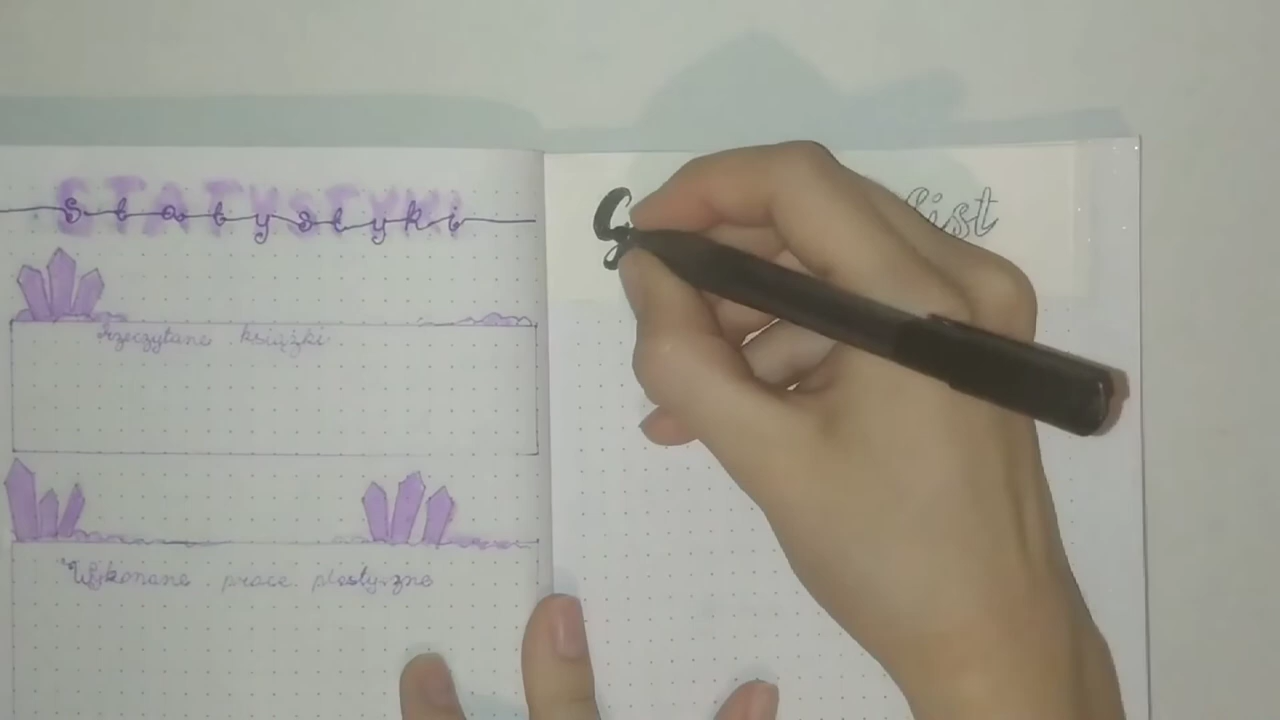 STATYSTYKI
Statystyki
list
Przeczytane książki
Wykonane prace plastyczne